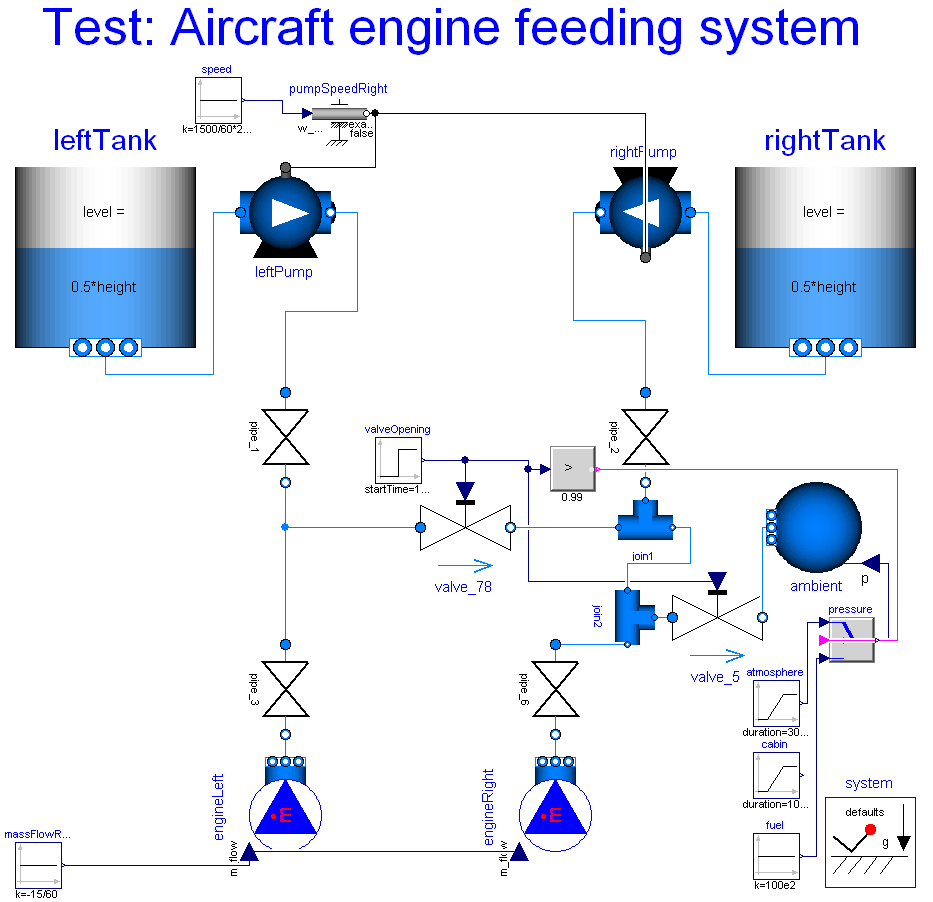 Test: Aircraft engine feeding system
speed
k=1500/60*2...
pumpSpeedRight
w_...
exa...
false
leftTank
rightTank
rightPump
level =
0.5*height
leftPump
level =
0.5*height
pipe_1
valveOpening
startTime=1...
>
0.99
pipe_2
join1
valve_78
ambient
p
join2
pressure
valve_5
pipe_3
pipe_6
atmosphere
duration=30...
cabin
duration=10...
engineLeft
m
m_flow
engineRight
m
m_flow
system
defaults
g
fuel
k=100e2
massFlowR...
k=-15/60